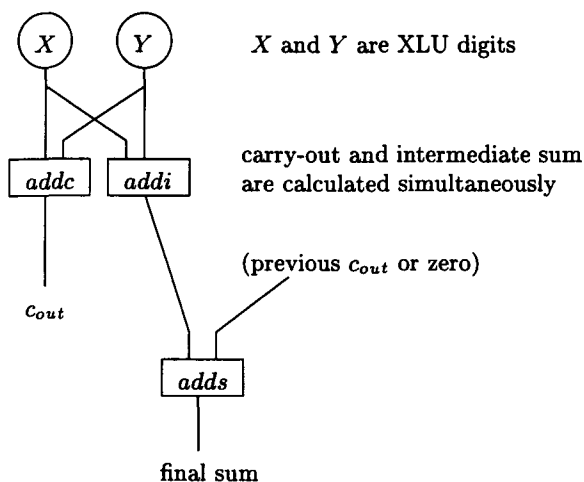 X
Y
X and Y are XLU digits
addc
addi
carry-out and intermediate sum
are calculated simultaneously
(previous c_out or zero)
c_out
adds
final sum